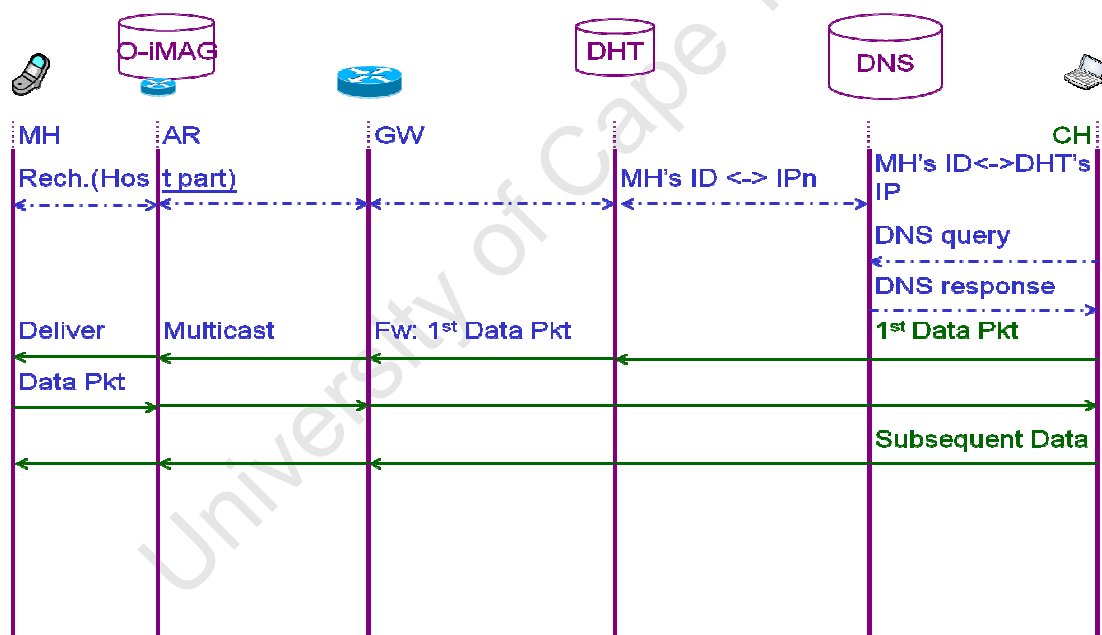 O-iMAG
DHT
DNS
MH
AR
GW
CH
Rech.(Host part)
MH's ID <-> IPn
MH's ID<->DHT's
IP
DNS query
DNS response
Deliver
Multicast
Fw: 1st Data Pkt
1st Data Pkt
Data Pkt
Subsequent Data
University of Cape T